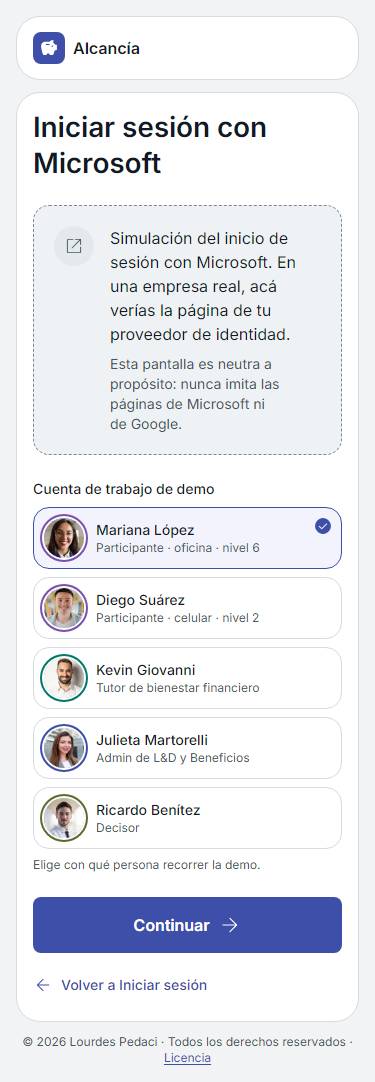 Alcancía
Iniciar sesión con
Microsoft
Simulación del inicio de
sesión con Microsoft. En
una empresa real, acá
verías la página de tu
proveedor de identidad.
Esta pantalla es neutra a
propósito: nunca imita las
páginas de Microsoft ni
de Google.
Cuenta de trabajo de demo
Mariana López
Participante · oficina · nivel 6
Diego Suárez
Participante · celular · nivel 2
Kevin Giovanni
Tutor de bienestar financiero
Julieta Martorelli
Admin de L&D y Beneficios
Ricardo Benítez
Decisor
Elige con qué persona recorrer la demo.
Continuar
Volver a Iniciar sesión
© 2026 Lourdes Pedaci · Todos los derechos reservados ·
Licencia